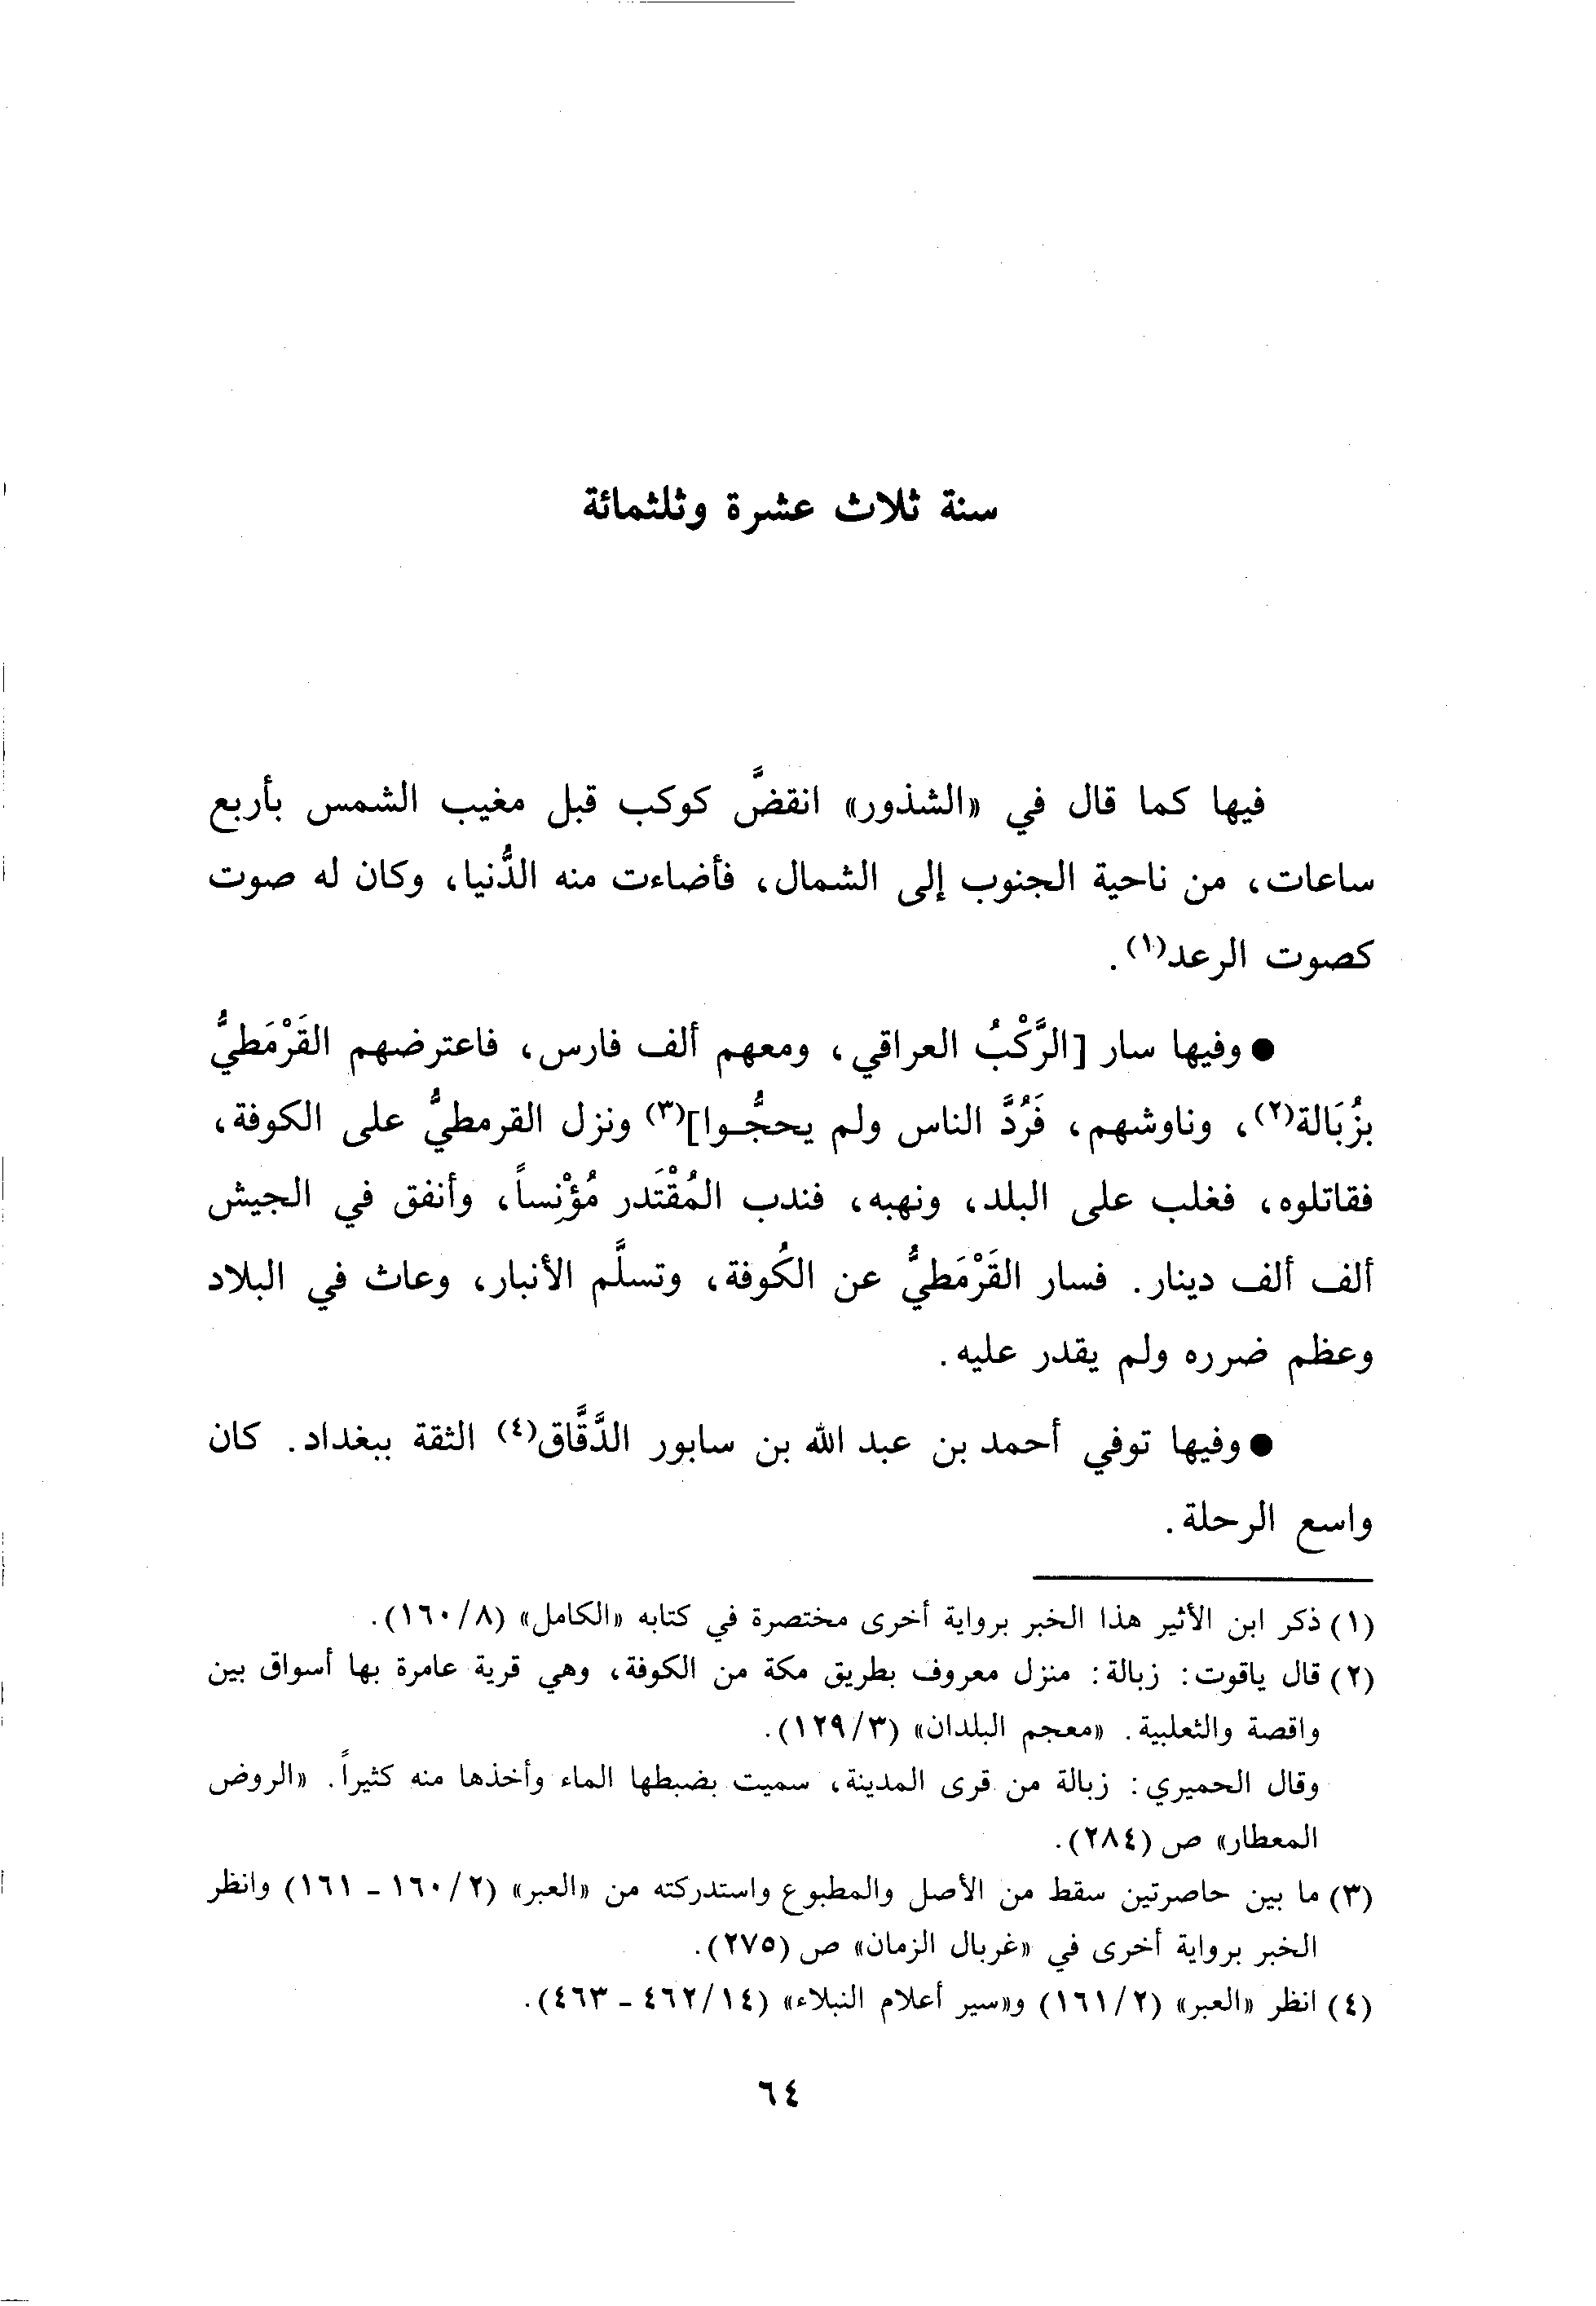 سنة ثلاث عشرة وثلثمائة
فيها كما قال في «الشذور» انقضَّ كوكب قبل مغيب الشمس بأربع
ساعات، من ناحية الجنوب إلى الشمال، فأضاءت منه الدُّنيا، وكان له صوت
كصوت الرعد(١).
● وفيها سار [الرَّكْبُ العراقي، ومعهم ألف فارس، فاعترضهم القَرْمَطيُّ
بزُبَالة(٢)، وناوشهم، فَرُدَّ الناس ولم يحجُّـوا](٣) ونزل القرمطيُّ على الكوفة،
فقاتلوه، فغلب على البلد، ونهبه، فندب المُقْتَدر مُؤْنِساً، وأنفق في الجيش
ألف ألف دينار. فسار القَرْمَطيُّ عن الكُوفة، وتسلَّم الأنبار، وعاث في البلاد
وعظم ضرره ولم يقدر عليه.
● وفيها توفي أحمد بن عبد الله بن سابور الدَّقَّاق(٤) الثقة ببغداد. كان
واسع الرحلة.
(١) ذكر ابن الأثير هذا الخبر برواية أخرى مختصرة في كتابه «الكامل» (٨/١٦٠).
(٢) قال ياقوت: زبالة: منزل معروف بطريق مكة من الكوفة، وهي قرية عامرة بها أسواق بين
واقصة والثعلبية. «معجم البلدان» (٣/١٢٩).
وقال الحميري: زبالة من قرى المدينة، سميت بضبطها الماء وأخذها منه كثيراً. «الروض
المعطار» ص (٢٨٤).
(٣) ما بين حاصرتين سقط من الأصل والمطبوع واستدركته من «العبر» (٢/١٦٠ - ١٦١) وانظر
الخبر برواية أخرى في «غربال الزمان» ص (٢٧٥).
(٤) انظر «العبر» (٢/١٦١) و«سير أعلام النبلاء» (١٤/٤٦٢ - ٤٦٣).
٦٤